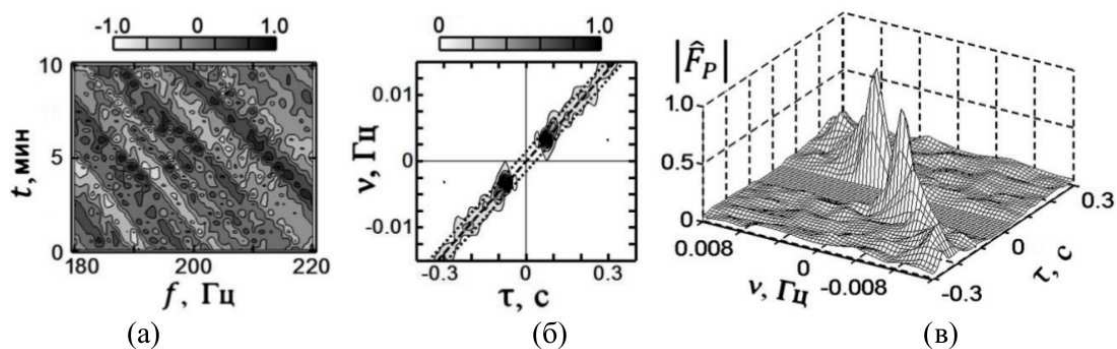 -1.0 0 1.0
10
5
0
t, мин
180 200 220
f, Гц
(а)
0 1.0
0.01
0
-0.01
ν, Гц
-0.3 0 0.3
τ, с
(б)
|F̂_P|
1.0
0.5
0
0.008 0 -0.008
ν, Гц
-0.3 0 0.3
τ, с
(в)